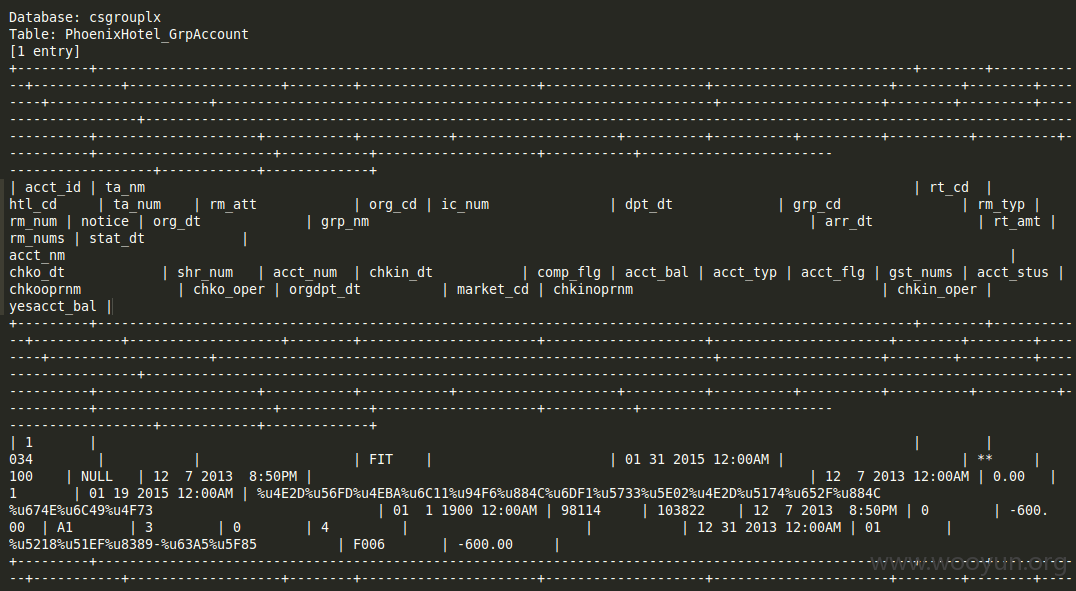 Database: csgrouplx
Table: PhoenixHotel_GrpAccount
[1 entry]
| acct_id | ta_nm | rt_cd |
htl_cd | ta_num | rm_att | org_cd | ic_num | dpt_dt | grp_cd | rm_typ |
rm_num | notice | org_dt | grp_nm | arr_dt | rt_amt |
rm_nums | stat_dt |
acct_nm |
chko_dt | shr_num | acct_num | chkin_dt | comp_flg | acct_bal | acct_typ | acct_flg | gst_nums | acct_stus |
chkooprnm | chko_oper | orgdpt_dt | market_cd | chkinoprnm | chkin_oper |
yesacct_bal |
| 1 | | |
034 | | | FIT | | 01 31 2015 12:00AM | | ** |
100 | NULL | 12 7 2013 8:50PM | | 12 7 2013 12:00AM | 0.00 |
1 | 01 19 2015 12:00AM | %u4E2D%u56FD%u4EBA%u6C11%u94F6%u884C%u6DF1%u5733%u5E02%u4E2D%u5174%u652F%u884C
%u674E%u6C49%u4F73 | 01 1 1900 12:00AM | 98114 | 103822 | 12 7 2013 8:50PM | 0 | -600.
00 | A1 | 3 | 0 | 4 | | | 12 31 2013 12:00AM | 01 |
%u5218%u51EF%u8389-%u63A5%u5F85 | F006 | -600.00 |
www.wooyun.org